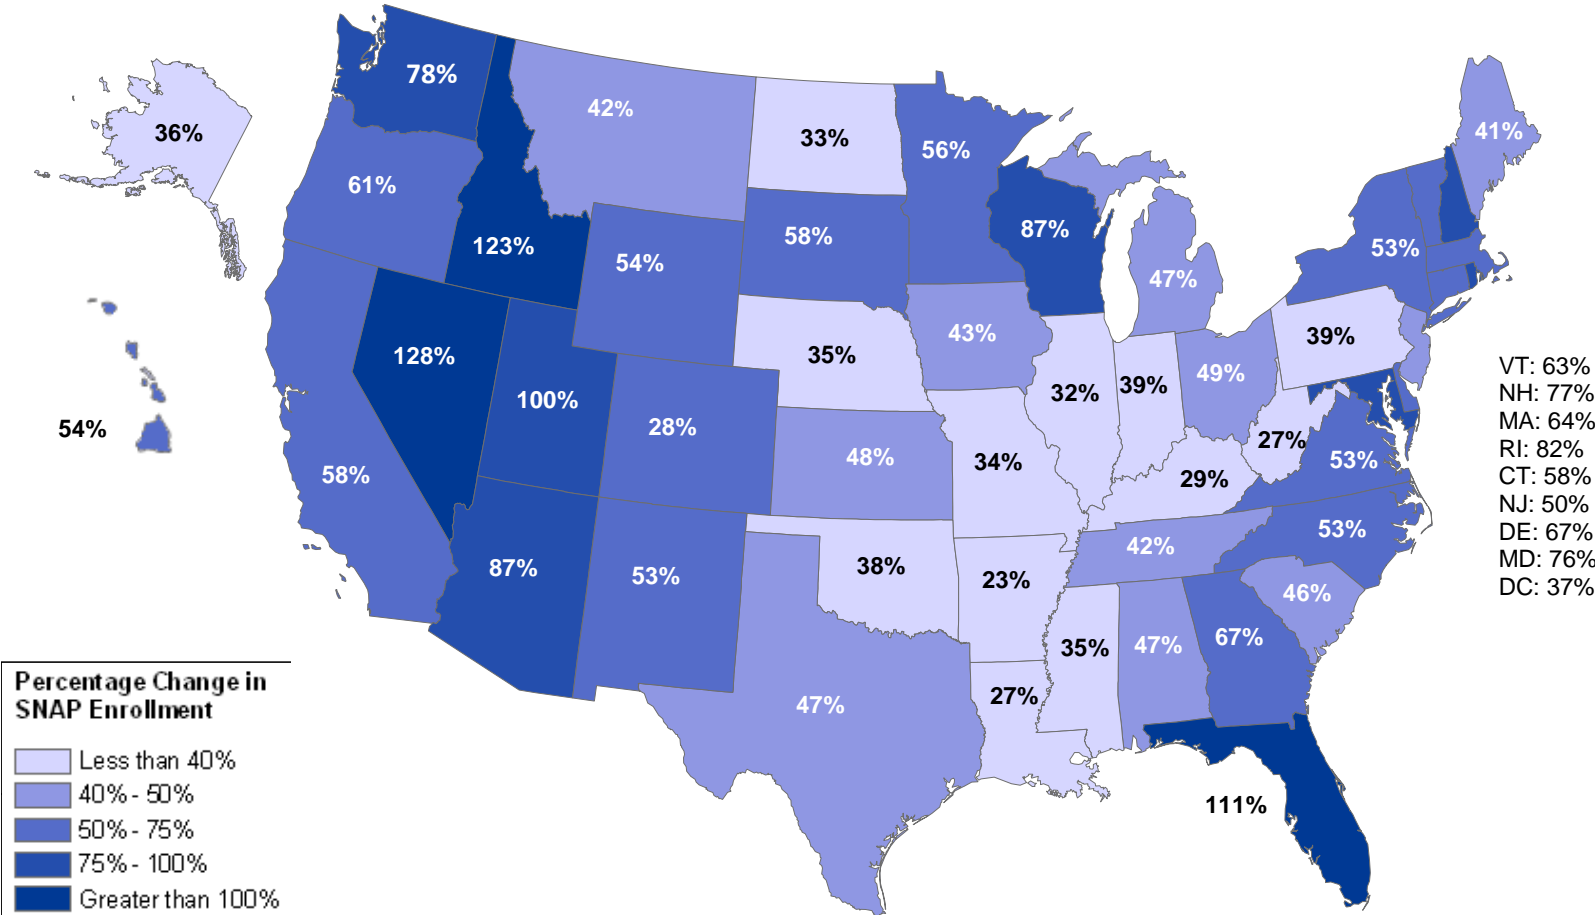 78%
42%
36%
33%
56%
41%
61%
87%
53%
123%
58%
54%
47%
43%
39%
128%
35%
49%
32%
39%
100%
28%
27%
54%
48%
34%
53%
58%
29%
VT: 63%
NH: 77%
MA: 64%
RI: 82%
CT: 58%
NJ: 50%
DE: 67%
MD: 76%
DC: 37%
53%
42%
87%
53%
38%
23%
46%
35%
47%
67%
27%
47%
111%
Percentage Change in
SNAP Enrollment
Less than 40%
40% - 50%
50% - 75%
75% - 100%
Greater than 100%